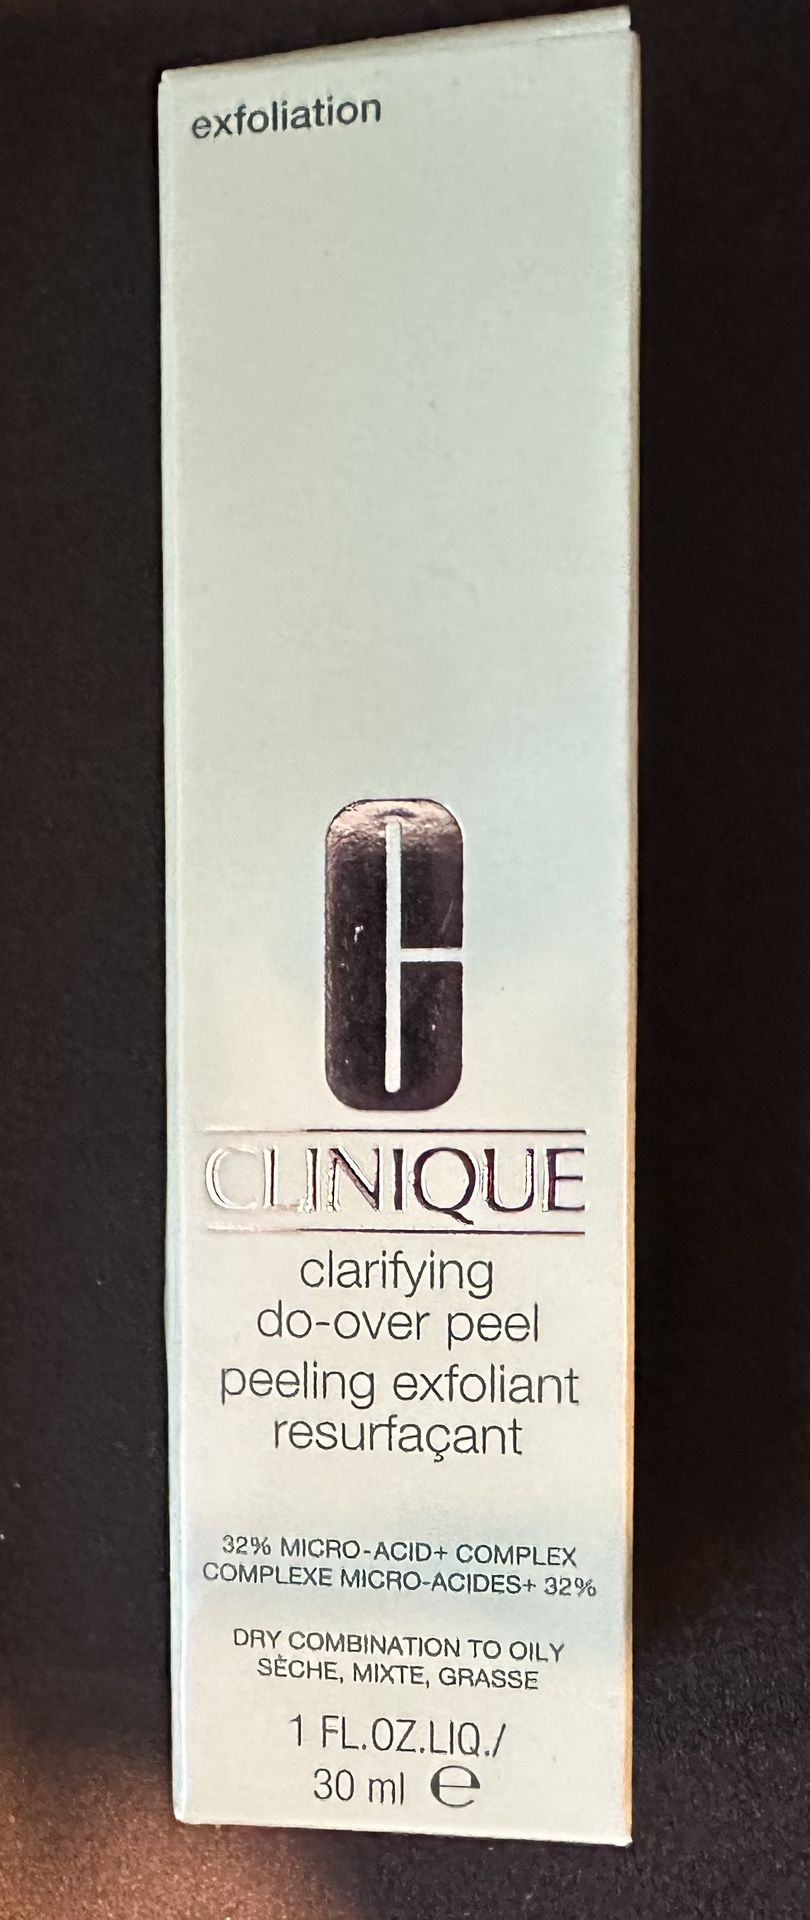 exfoliation
C
CLINIQUE
clarifying
do-over peel
peeling exfoliant
resurfaçant
32% MICRO-ACID+ COMPLEX
COMPLEXE MICRO-ACIDES+ 32%
DRY COMBINATION TO OILY
SÈCHE, MIXTE, GRASSE
1 FL.OZ.LIQ./
30 ml ℮